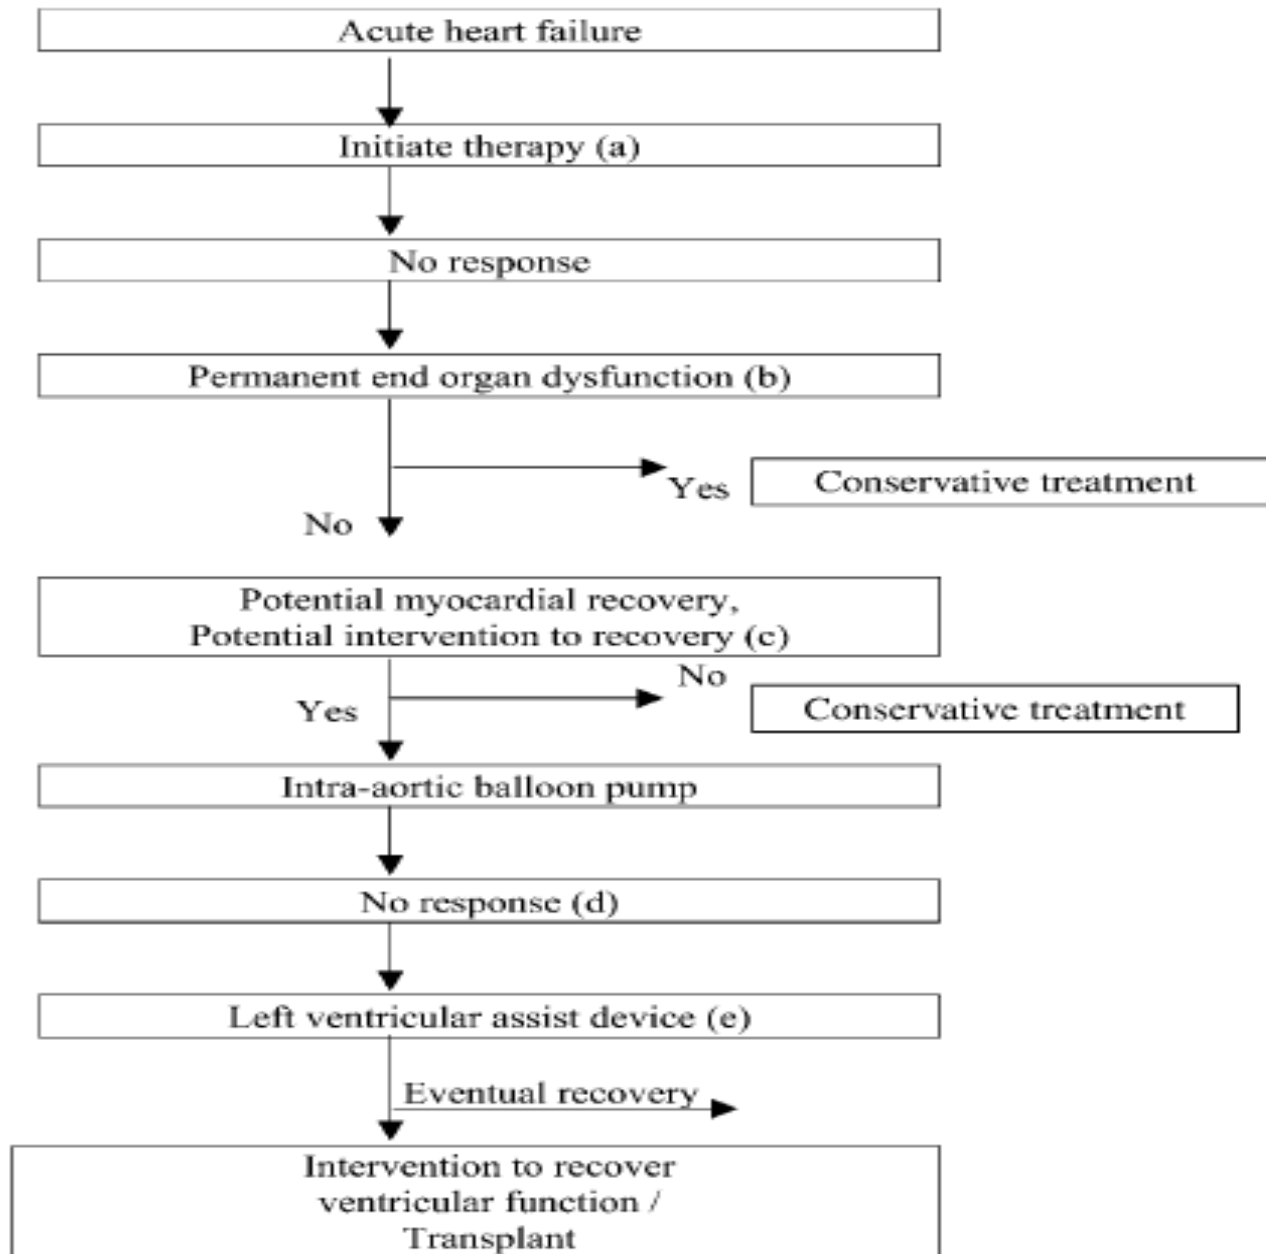 Acute heart failure
Initiate therapy (a)
No response
Permanent end organ dysfunction (b)
Yes
Conservative treatment
No
Potential myocardial recovery,
Potential intervention to recovery (c)
No
Yes
Conservative treatment
Intra-aortic balloon pump
No response (d)
Left ventricular assist device (e)
Eventual recovery
Intervention to recover
ventricular function /
Transplant